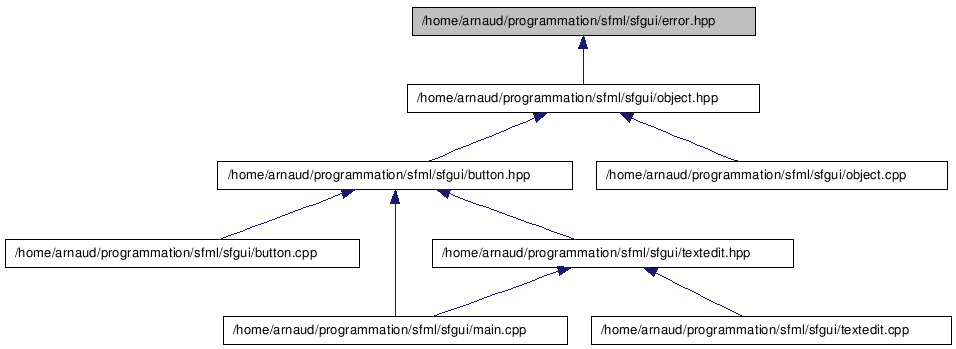 /home/arnaud/programmation/sfml/sfgui/error.hpp
/home/arnaud/programmation/sfml/sfgui/object.hpp
/home/arnaud/programmation/sfml/sfgui/button.hpp
/home/arnaud/programmation/sfml/sfgui/object.cpp
/home/arnaud/programmation/sfml/sfgui/button.cpp
/home/arnaud/programmation/sfml/sfgui/textedit.hpp
/home/arnaud/programmation/sfml/sfgui/main.cpp
/home/arnaud/programmation/sfml/sfgui/textedit.cpp